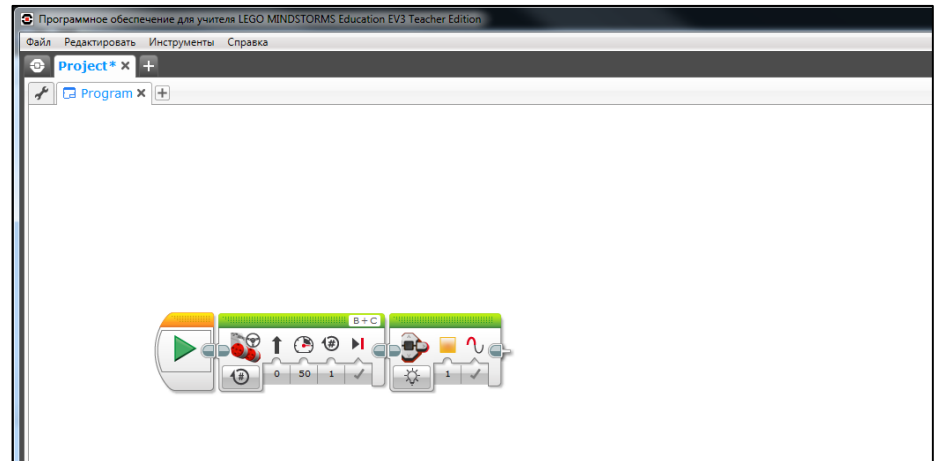 Программное обеспечение для учителя LEGO MINDSTORMS Education EV3 Teacher Edition
Файл Редактировать Инструменты Справка
Project* × +
Program × +
B+C
#
# 0 50 1 1